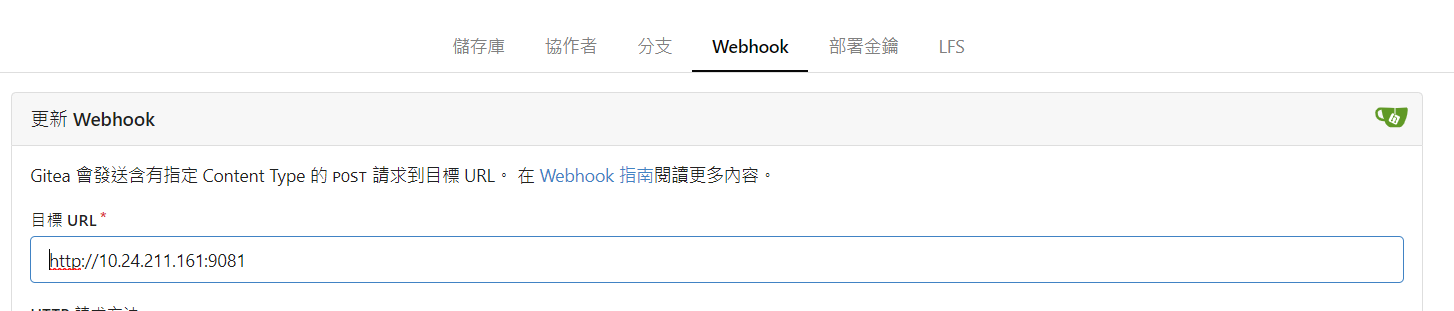 儲存庫 協作者 分支 Webhook 部署金鑰 LFS
更新 Webhook
Gitea 會發送含有指定 Content Type 的 POST 請求到目標 URL。 在 Webhook 指南閱讀更多內容。
目標 URL*
http://10.24.211.161:9081